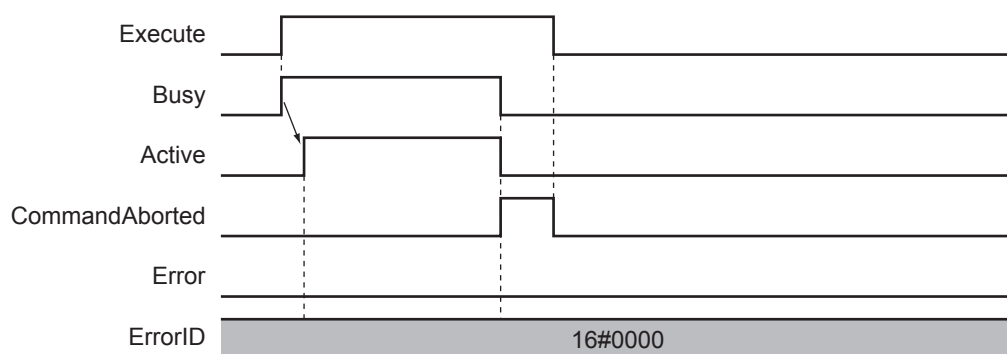 Execute
Busy
Active
CommandAborted
Error
ErrorID
16#0000